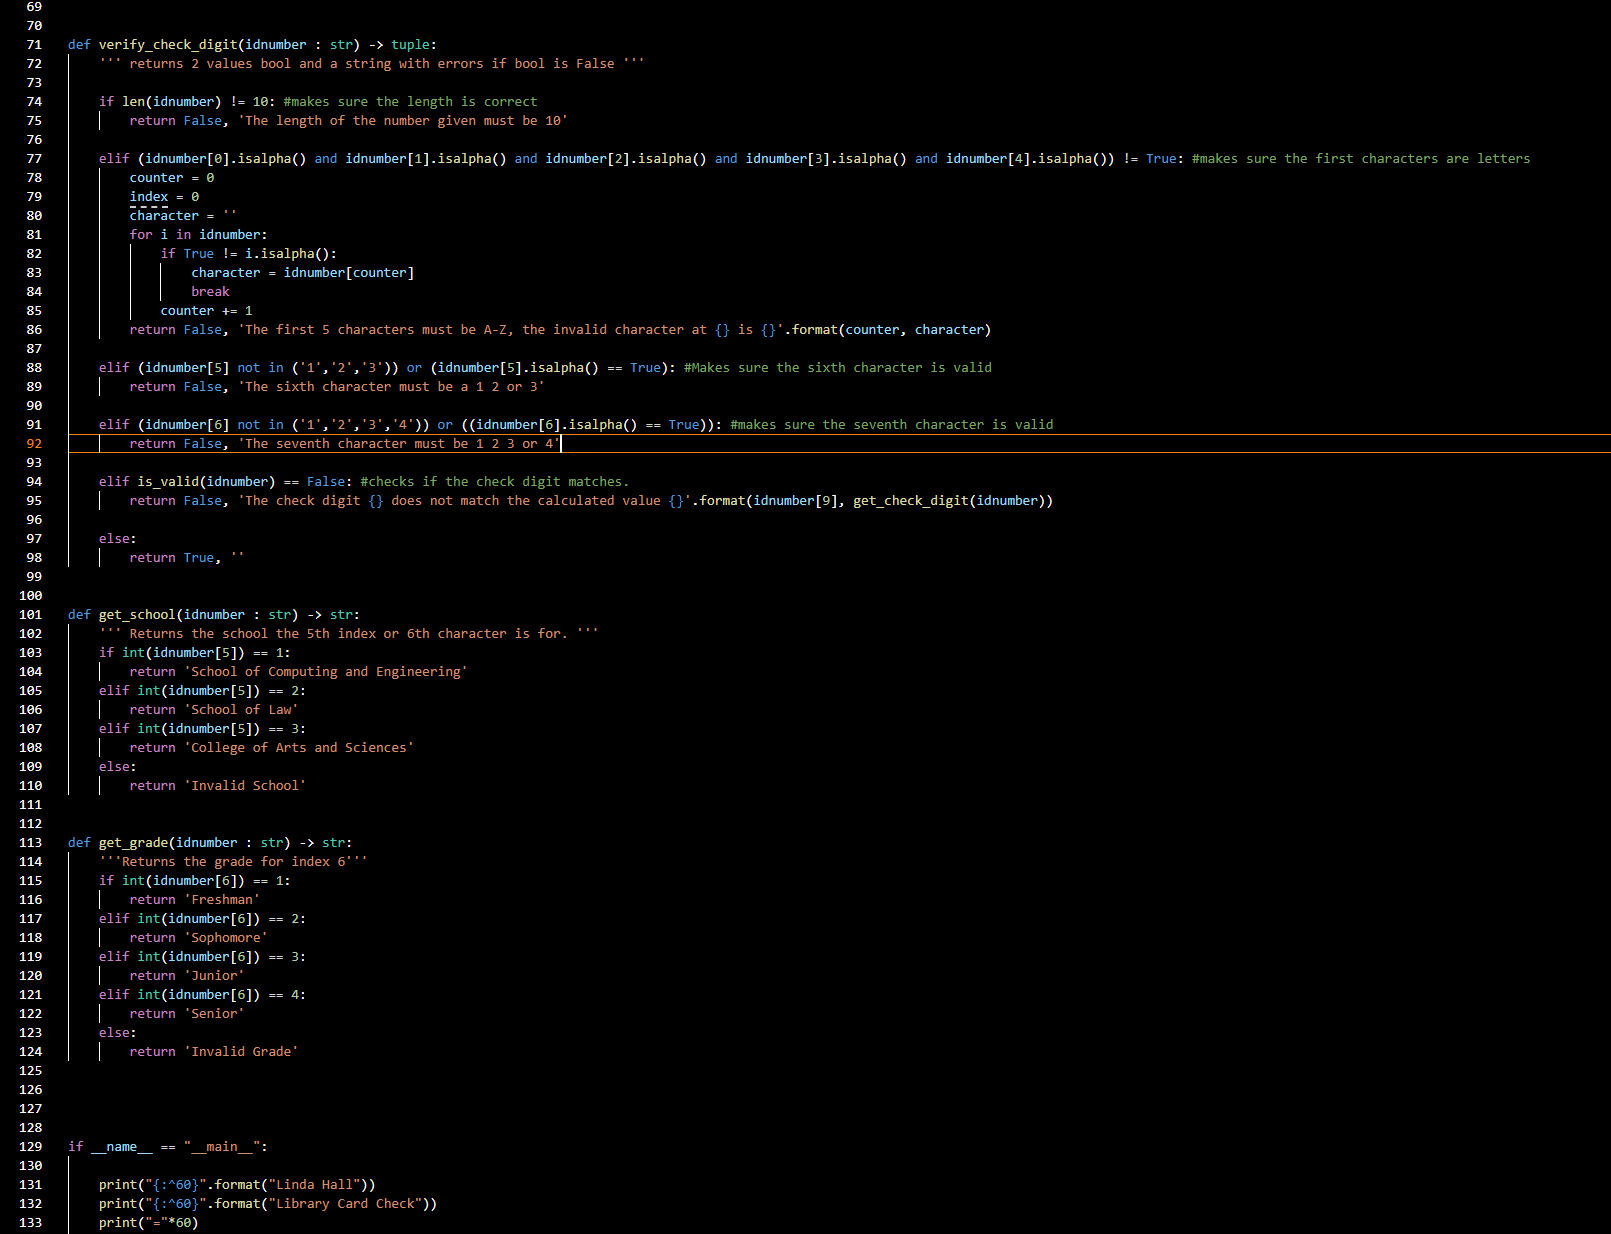 69
70
71 def verify_check_digit(idnumber : str) -> tuple:
72 ''' returns 2 values bool and a string with errors if bool is False '''
73
74 if len(idnumber) != 10: #makes sure the length is correct
75 return False, 'The length of the number given must be 10'
76
77 elif (idnumber[0].isalpha() and idnumber[1].isalpha() and idnumber[2].isalpha() and idnumber[3].isalpha() and idnumber[4].isalpha()) != True: #makes sure the first characters are letters
78 counter = 0
79 index = 0
80 character = ''
81 for i in idnumber:
82 if True != i.isalpha():
83 character = idnumber[counter]
84 break
85 counter += 1
86 return False, 'The first 5 characters must be A-Z, the invalid character at {} is {}'.format(counter, character)
87
88 elif (idnumber[5] not in ('1','2','3')) or (idnumber[5].isalpha() == True): #Makes sure the sixth character is valid
89 return False, 'The sixth character must be a 1 2 or 3'
90
91 elif (idnumber[6] not in ('1','2','3','4')) or ((idnumber[6].isalpha() == True)): #makes sure the seventh character is valid
92 return False, 'The seventh character must be 1 2 3 or 4'
93
94 elif is_valid(idnumber) == False: #checks if the check digit matches.
95 return False, 'The check digit {} does not match the calculated value {}'.format(idnumber[9], get_check_digit(idnumber))
96
97 else:
98 return True, ''
99
100
101 def get_school(idnumber : str) -> str:
102 ''' Returns the school the 5th index or 6th character is for. '''
103 if int(idnumber[5]) == 1:
104 return 'School of Computing and Engineering'
105 elif int(idnumber[5]) == 2:
106 return 'School of Law'
107 elif int(idnumber[5]) == 3:
108 return 'College of Arts and Sciences'
109 else:
110 return 'Invalid School'
111
112
113 def get_grade(idnumber : str) -> str:
114 '''Returns the grade for index 6'''
115 if int(idnumber[6]) == 1:
116 return 'Freshman'
117 elif int(idnumber[6]) == 2:
118 return 'Sophomore'
119 elif int(idnumber[6]) == 3:
120 return 'Junior'
121 elif int(idnumber[6]) == 4:
122 return 'Senior'
123 else:
124 return 'Invalid Grade'
125
126
127
128
129 if __name__ == "__main__":
130
131 print("{:^60}".format("Linda Hall"))
132 print("{:^60}".format("Library Card Check"))
133 print("="*60)